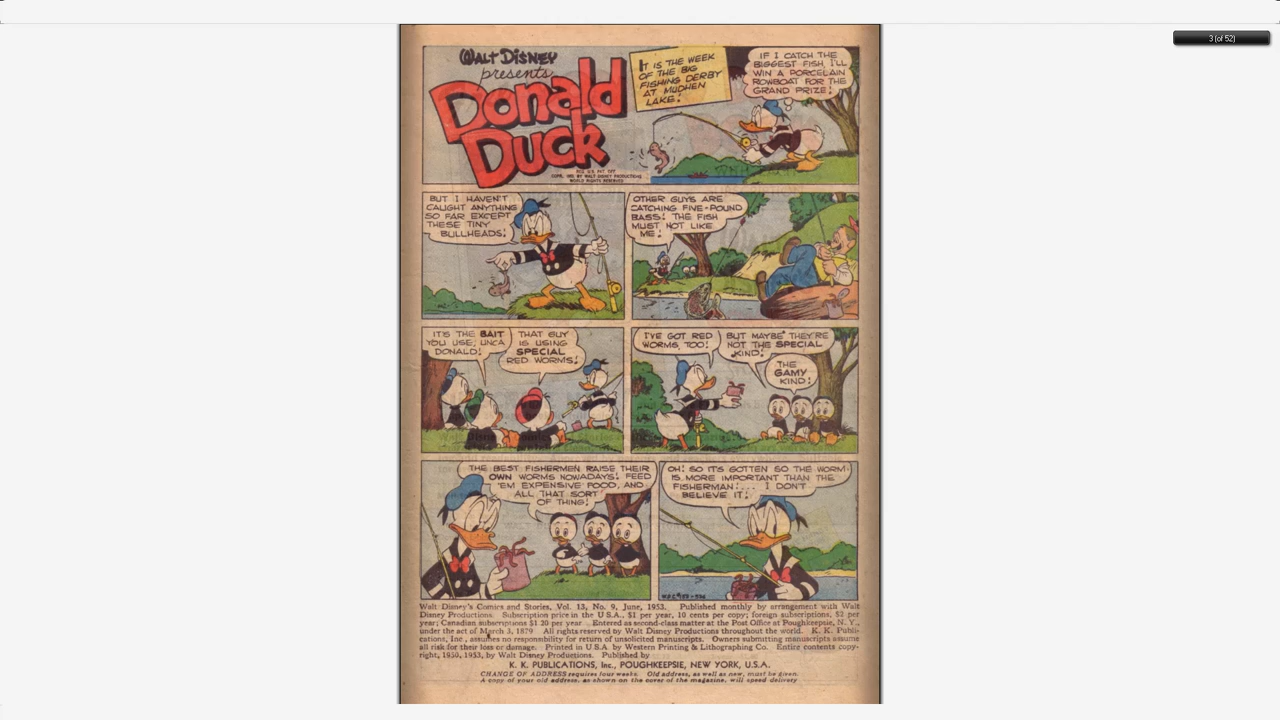 3 (of 52)
WALT DISNEY
presents
Donald
Duck
REG. U.S. PAT. OFF.
COPR. 1953, BY WALT DISNEY PRODUCTIONS
WORLD RIGHTS RESERVED
IT IS THE WEEK
OF THE BIG
FISHING DERBY
AT MUDHEN
LAKE!
IF I CATCH THE
BIGGEST FISH, I'LL
WIN A PORCELAIN
ROWBOAT FOR THE
GRAND PRIZE!
BUT I HAVEN'T
CAUGHT ANYTHING
SO FAR EXCEPT
THESE TINY
BULLHEADS!
OTHER GUYS ARE
CATCHING FIVE-POUND
BASS! THE FISH
MUST NOT LIKE
ME!
IT'S THE BAIT
YOU USE, UNCA
DONALD!
THAT GUY
IS USING
SPECIAL
RED WORMS!
I'VE GOT RED
WORMS, TOO!
BUT MAYBE THEY'RE
NOT THE SPECIAL
KIND!
THE
GAMY
KIND!
THE BEST FISHERMEN RAISE THEIR
OWN WORMS NOWADAYS! FEED
'EM EXPENSIVE FOOD, AND
ALL THAT SORT
OF THING!
OH! SO IT'S GOTTEN SO THE WORM
IS MORE IMPORTANT THAN THE
FISHERMAN!... I DON'T
BELIEVE IT!
Walt Disney's Comics and Stories, Vol. 13, No. 9, June, 1953. Published monthly by arrangement with Walt
Disney Productions. Subscription price in the U.S.A., $1 per year, 10 cents per copy; foreign subscriptions, $2 per
year; Canadian subscriptions $1 20 per year. Entered as second-class matter at the Post Office at Poughkeepsie, N. Y.,
under the act of March 3, 1879 All rights reserved by Walt Disney Productions throughout the world. K. K. Publi-
cations, Inc., assumes no responsibility for return of unsolicited manuscripts. Owners submitting manuscripts assume
all risk for their loss or damage. Printed in U.S.A. by Western Printing & Lithographing Co. Entire contents copy-
right, 1950, 1953, by Walt Disney Productions. Published by
K. K. PUBLICATIONS, Inc., POUGHKEEPSIE, NEW YORK, U.S.A.
CHANGE OF ADDRESS requires four weeks. Old address, as well as new, must be given.
A copy of your old address, as shown on the cover of the magazine, will speed delivery